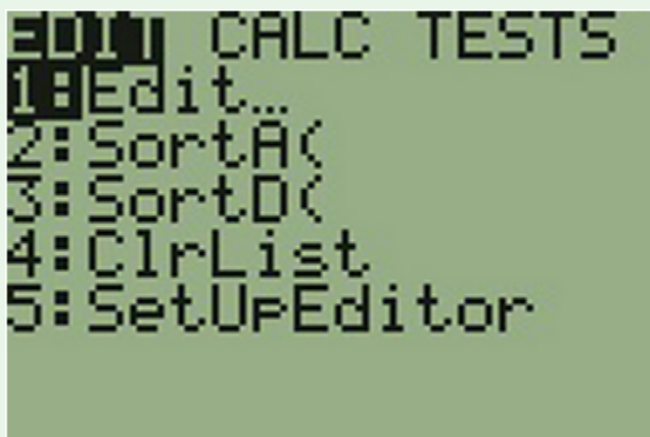 EDIT CALC TESTS
1:Edit…
2:SortA(
3:SortD(
4:ClrList
5:SetUpEditor